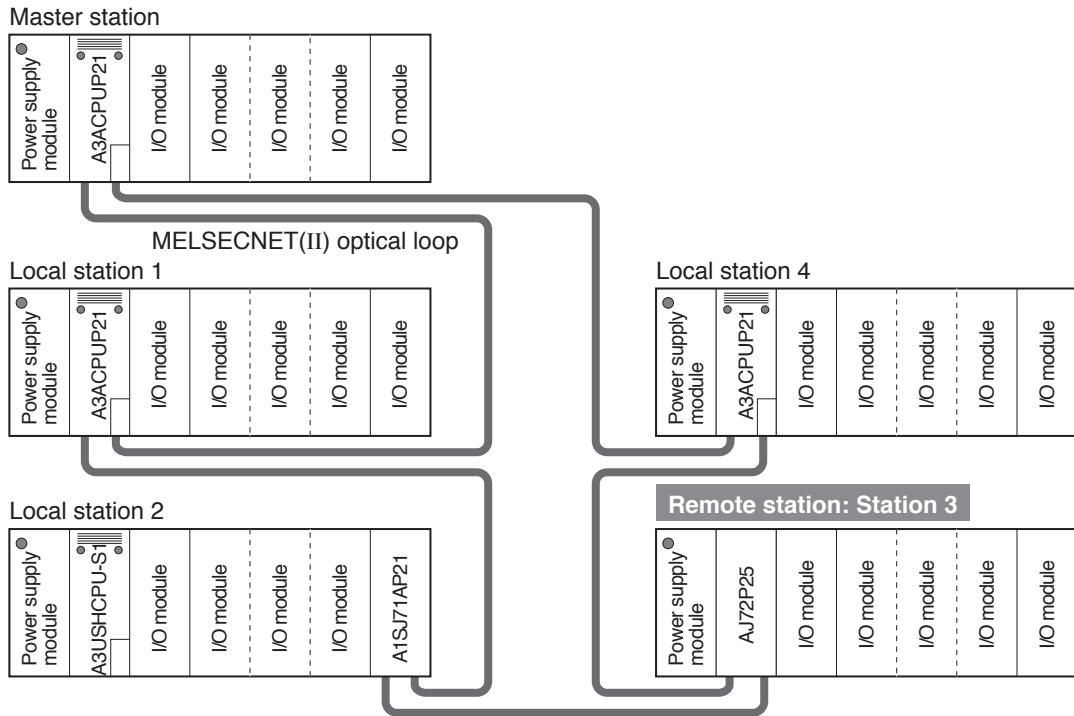 Master station
Power supply
module
A3ACPUP21
I/O module
I/O module
I/O module
I/O module
I/O module
MELSECNET(II) optical loop
Local station 1
Power supply
module
A3ACPUP21
I/O module
I/O module
I/O module
I/O module
I/O module
Local station 4
Power supply
module
A3ACPUP21
I/O module
I/O module
I/O module
I/O module
I/O module
Local station 2
Power supply
module
A3USHCPU-S1
I/O module
I/O module
I/O module
I/O module
A1SJ71AP21
Remote station: Station 3
Power supply
module
AJ72P25
I/O module
I/O module
I/O module
I/O module
I/O module